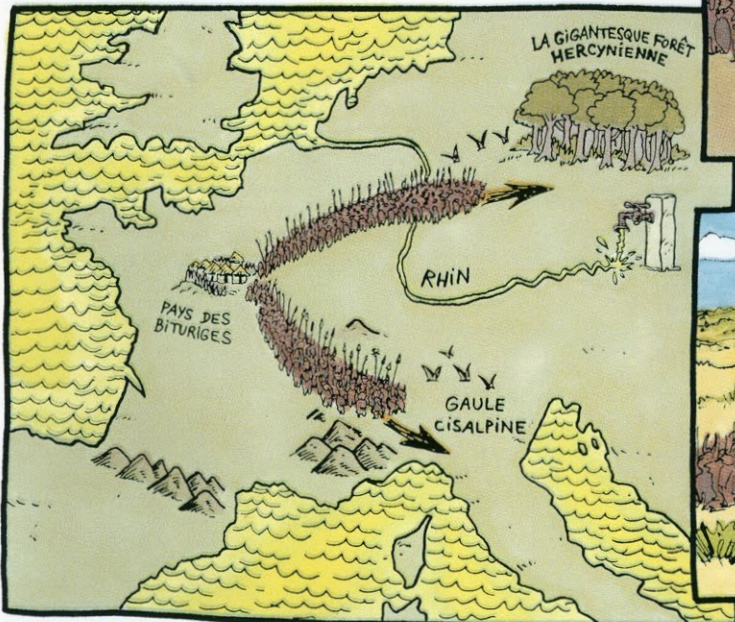 LA GIGANTESQUE FORÊT
HERCYNIENNE
RHIN
PAYS DES
BITURIGES
GAULE
CISALPINE